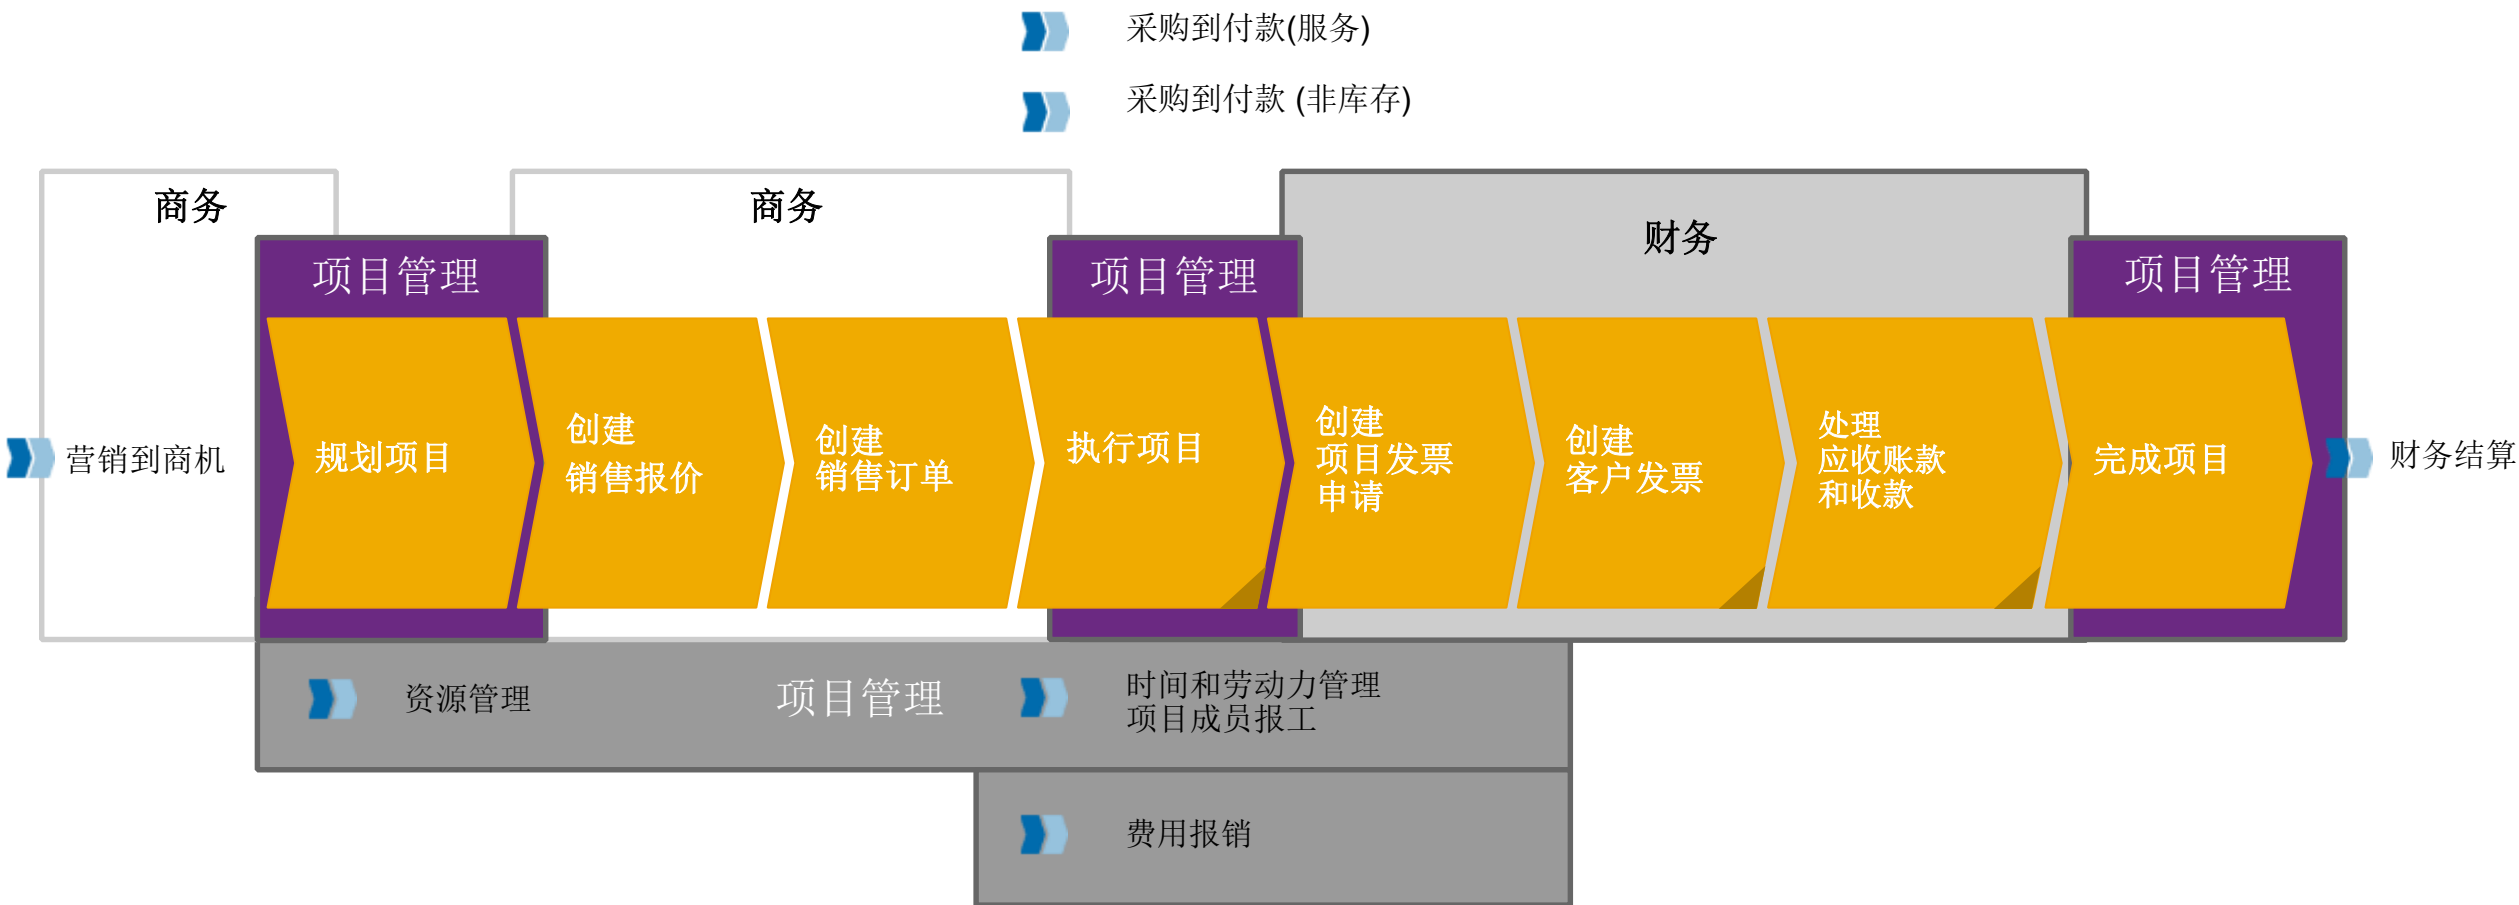 采购到付款(服务)
采购到付款 (非库存)
商务
商务
财务
项目管理
项目管理
项目管理
营销到商机
规划项目
创建
销售报价
创建
销售订单
执行项目
创建
项目发票
申请
创建
客户发票
处理
应收账款
和收款
完成项目
财务结算
资源管理
项目管理
时间和劳动力管理
项目成员报工
费用报销